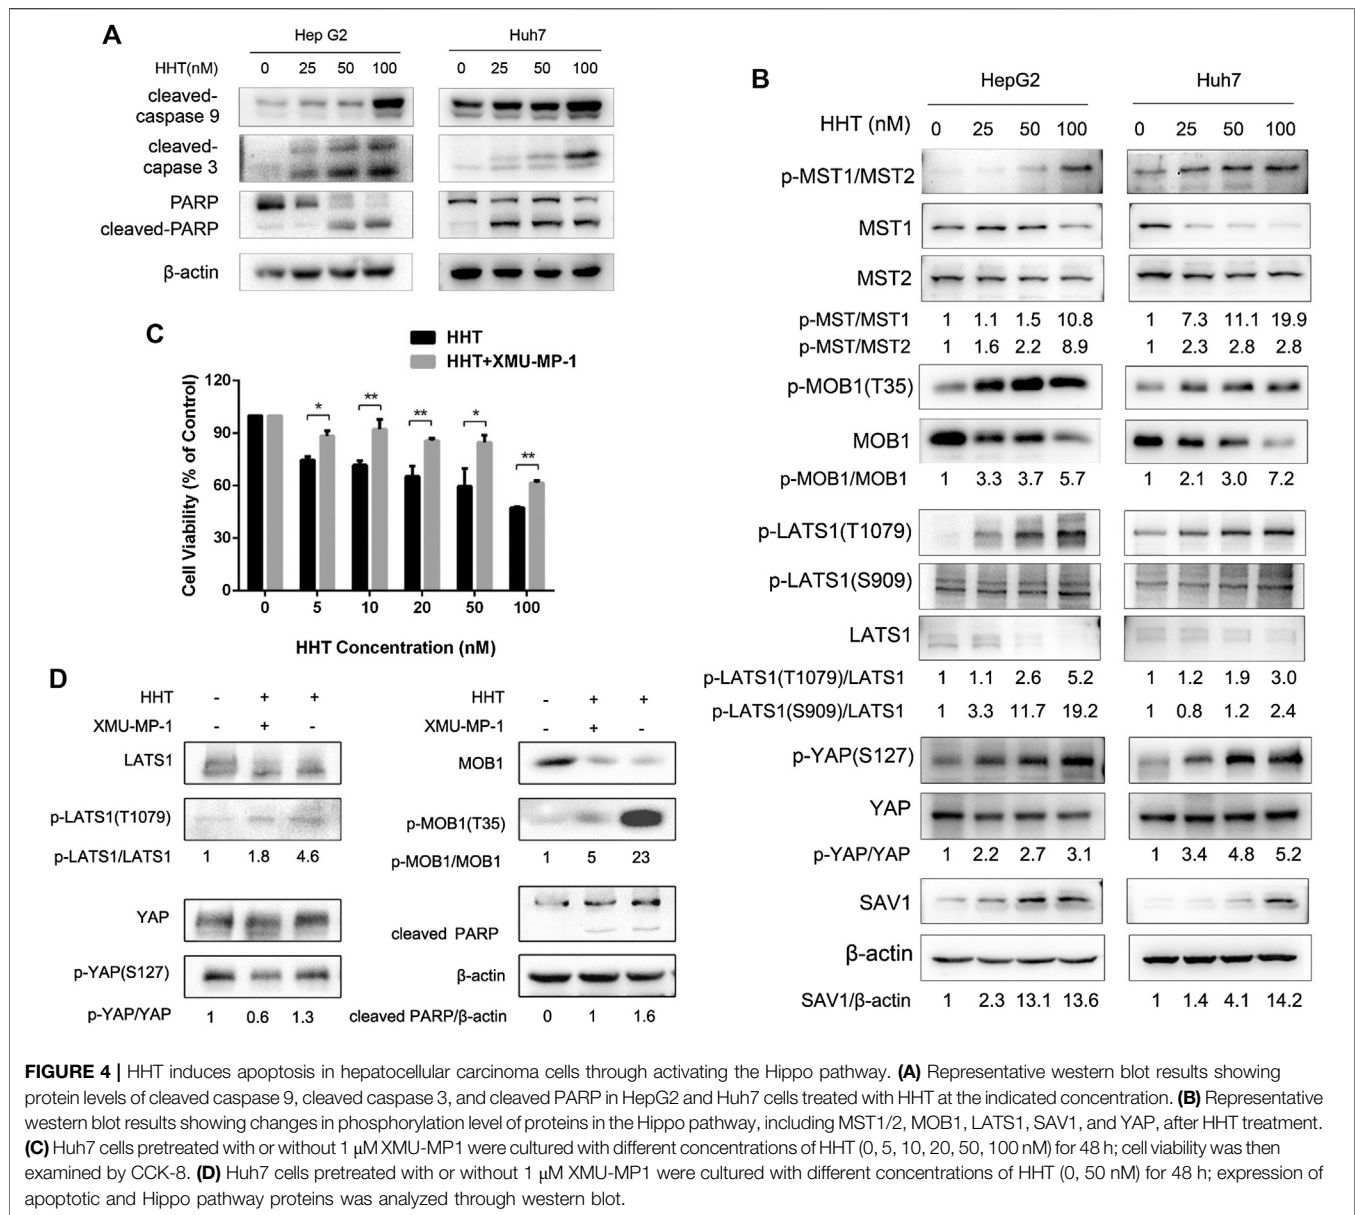 A
Hep G2 Huh7
HHT(nM) 0 25 50 100 0 25 50 100
cleaved-
caspase 9
cleaved-
capase 3
PARP
cleaved-PARP
β-actin
B
HepG2 Huh7
HHT (nM) 0 25 50 100 0 25 50 100
p-MST1/MST2
MST1
MST2
p-MST/MST1 1 1.1 1.5 10.8 1 7.3 11.1 19.9
p-MST/MST2 1 1.6 2.2 8.9 1 2.3 2.8 2.8
p-MOB1(T35)
MOB1
p-MOB1/MOB1 1 3.3 3.7 5.7 1 2.1 3.0 7.2
p-LATS1(T1079)
p-LATS1(S909)
LATS1
p-LATS1(T1079)/LATS1 1 1.1 2.6 5.2 1 1.2 1.9 3.0
p-LATS1(S909)/LATS1 1 3.3 11.7 19.2 1 0.8 1.2 2.4
p-YAP(S127)
YAP
p-YAP/YAP 1 2.2 2.7 3.1 1 3.4 4.8 5.2
SAV1
β-actin
SAV1/β-actin 1 2.3 13.1 13.6 1 1.4 4.1 14.2
C
HHT
HHT+XMU-MP-1
Cell Viability (% of Control)
120
90
60
30
0
* ** ** * **
0 5 10 20 50 100
HHT Concentration (nM)
D
HHT - + +
XMU-MP-1 - + -
LATS1
p-LATS1(T1079)
p-LATS1/LATS1 1 1.8 4.6
YAP
p-YAP(S127)
p-YAP/YAP 1 0.6 1.3
HHT - + +
XMU-MP-1 - + -
MOB1
p-MOB1(T35)
p-MOB1/MOB1 1 5 23
cleaved PARP
β-actin
cleaved PARP/β-actin 0 1 1.6
FIGURE 4 | HHT induces apoptosis in hepatocellular carcinoma cells through activating the Hippo pathway. (A) Representative western blot results showing
protein levels of cleaved caspase 9, cleaved caspase 3, and cleaved PARP in HepG2 and Huh7 cells treated with HHT at the indicated concentration. (B) Representative
western blot results showing changes in phosphorylation level of proteins in the Hippo pathway, including MST1/2, MOB1, LATS1, SAV1, and YAP, after HHT treatment.
(C) Huh7 cells pretreated with or without 1 μM XMU-MP1 were cultured with different concentrations of HHT (0, 5, 10, 20, 50, 100 nM) for 48 h; cell viability was then
examined by CCK-8. (D) Huh7 cells pretreated with or without 1 μM XMU-MP1 were cultured with different concentrations of HHT (0, 50 nM) for 48 h; expression of
apoptotic and Hippo pathway proteins was analyzed through western blot.